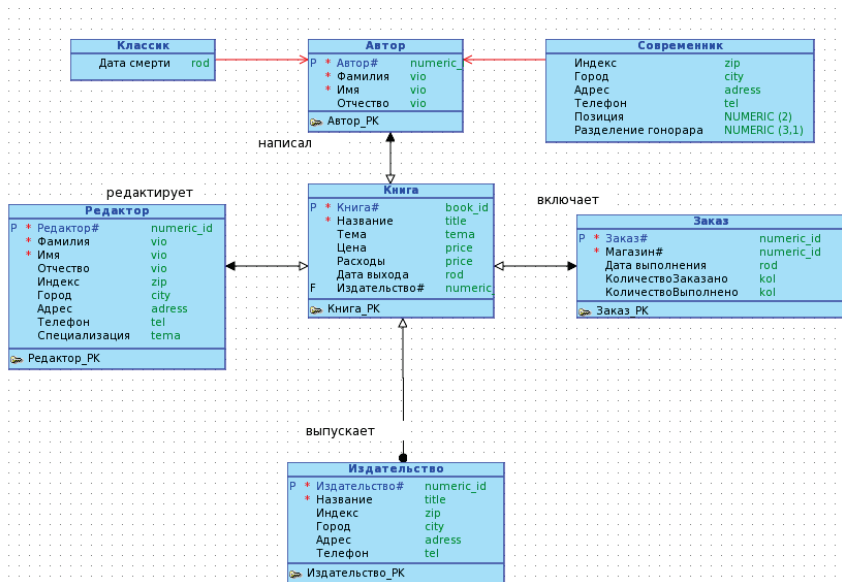 Классик
Дата смерти rod
Автор
P * Автор# numeric_
* Фамилия vio
* Имя vio
Отчество vio
Автор_PK
Современник
Индекс zip
Город city
Адрес adress
Телефон tel
Позиция NUMERIC (2)
Разделение гонорара NUMERIC (3,1)
написал
редактирует
включает
Редактор
P * Редактор# numeric_id
* Фамилия vio
* Имя vio
Отчество vio
Индекс zip
Город city
Адрес adress
Телефон tel
Специализация tema
Редактор_PK
Книга
P * Книга# book_id
* Название title
Тема tema
Цена price
Расходы price
Дата выхода rod
F Издательство# numeric_
Книга_PK
Заказ
P * Заказ# numeric_id
* Магазин# numeric_id
Дата выполнения rod
КоличествоЗаказано kol
КоличествоВыполнено kol
Заказ_PK
выпускает
Издательство
P * Издательство# numeric_id
* Название title
Индекс zip
Город city
Адрес adress
Телефон tel
Издательство_PK